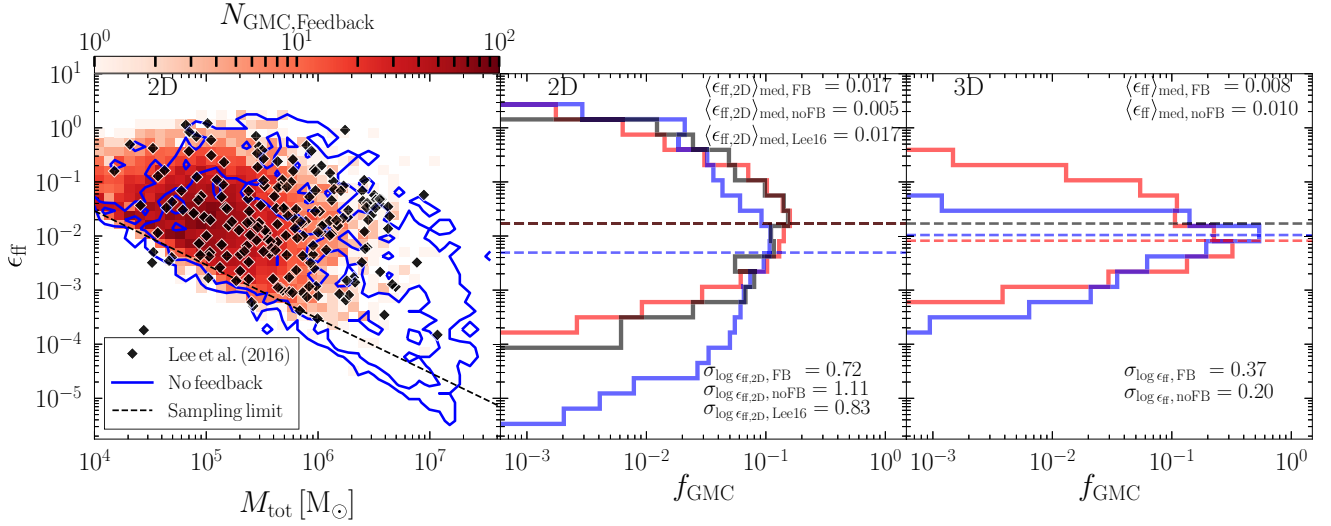 N_GMC,Feedback
10^0 10^1 10^2
2D
10^1
10^0
10^-1
10^-2
10^-3
10^-4
10^-5
ϵ_ff
Lee et al. (2016)
No feedback
Sampling limit
10^4 10^5 10^6 10^7
M_tot [M_⊙]
2D
⟨ϵ_ff,2D⟩_med, FB = 0.017
⟨ϵ_ff,2D⟩_med, noFB = 0.005
⟨ϵ_ff,2D⟩_med, Lee16 = 0.017
σ_log ϵ_ff,2D, FB = 0.72
σ_log ϵ_ff,2D, noFB = 1.11
σ_log ϵ_ff,2D, Lee16 = 0.83
10^-3 10^-2 10^-1 10^0
f_GMC
3D
⟨ϵ_ff⟩_med, FB = 0.008
⟨ϵ_ff⟩_med, noFB = 0.010
σ_log ϵ_ff, FB = 0.37
σ_log ϵ_ff, noFB = 0.20
10^-3 10^-2 10^-1 10^0
f_GMC